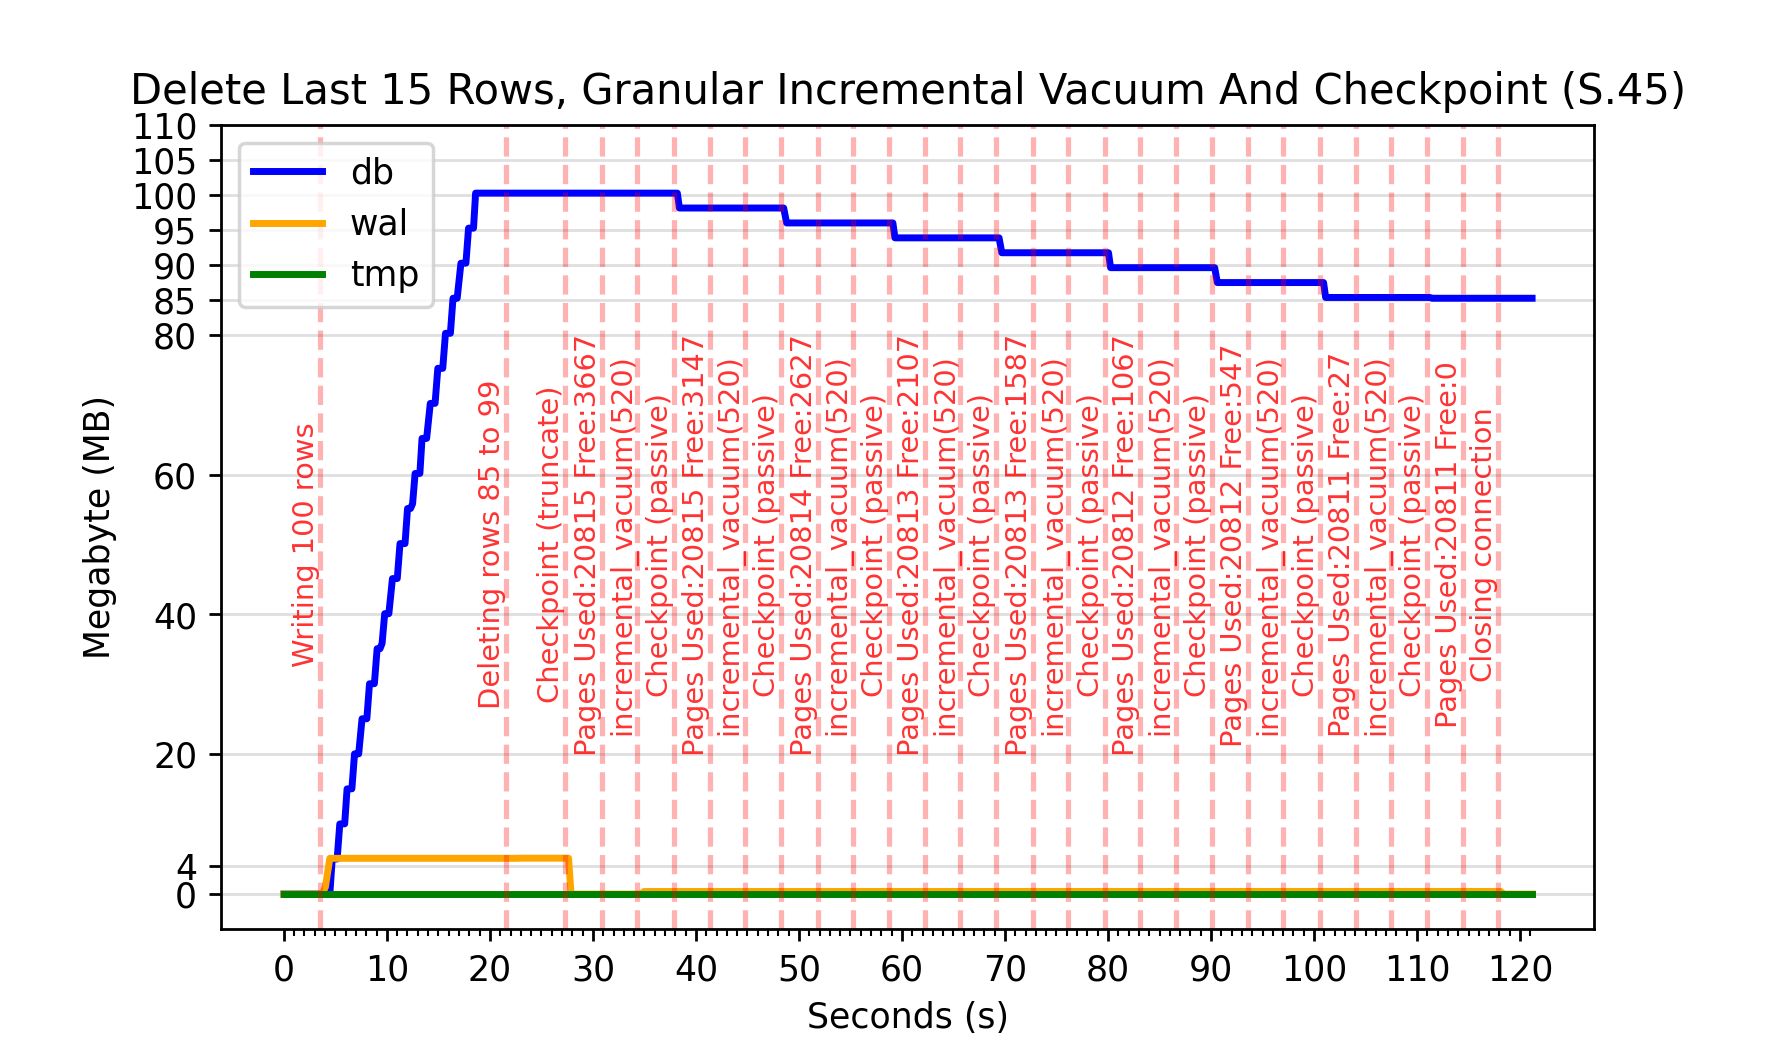 Delete Last 15 Rows, Granular Incremental Vacuum And Checkpoint (S.45)
110
105
100
95
90
85
80
60
40
20
4
0
Megabyte (MB)
db
wal
tmp
Writing 100 rows
Deleting rows 85 to 99
Checkpoint (truncate)
Pages Used:20815 Free:3667
incremental_vacuum(520)
Checkpoint (passive)
Pages Used:20815 Free:3147
incremental_vacuum(520)
Checkpoint (passive)
Pages Used:20814 Free:2627
incremental_vacuum(520)
Checkpoint (passive)
Pages Used:20813 Free:2107
incremental_vacuum(520)
Checkpoint (passive)
Pages Used:20813 Free:1587
incremental_vacuum(520)
Checkpoint (passive)
Pages Used:20812 Free:1067
incremental_vacuum(520)
Checkpoint (passive)
Pages Used:20812 Free:547
incremental_vacuum(520)
Checkpoint (passive)
Pages Used:20811 Free:27
incremental_vacuum(520)
Checkpoint (passive)
Pages Used:20811 Free:0
Closing connection
0 10 20 30 40 50 60 70 80 90 100 110 120
Seconds (s)